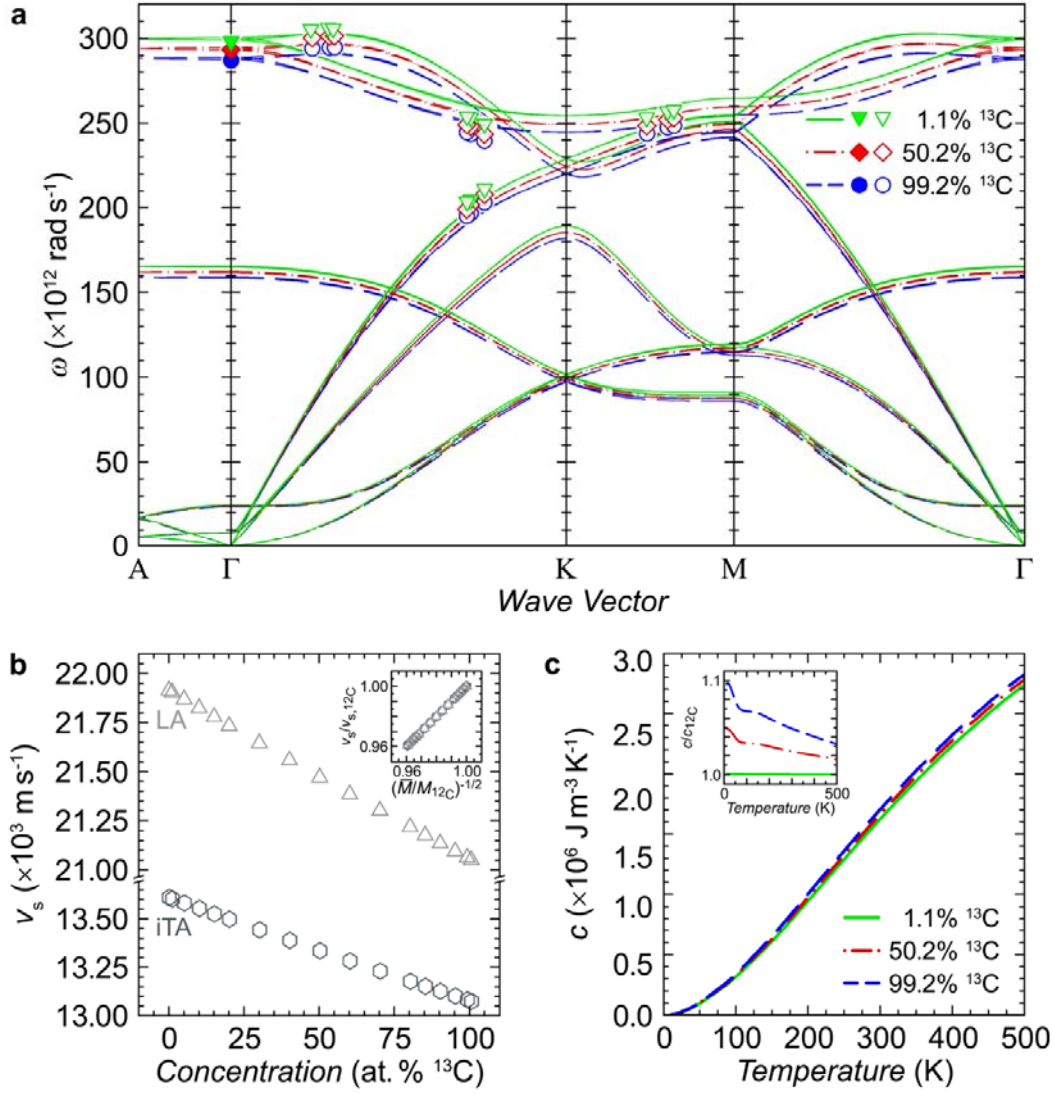 a
300
250
200
150
100
50
0
ω (×10¹² rad s⁻¹)
1.1% ¹³C
50.2% ¹³C
99.2% ¹³C
A Γ K M Γ
Wave Vector
b
22.00
21.75
21.50
21.25
21.00
13.50
13.25
13.00
vₛ (×10³ m s⁻¹)
LA
iTA
1.00
0.96
vₛ/vₛ,12C
0.96 1.00
(M̅/M12C)⁻¹/²
0 25 50 75 100
Concentration (at. % ¹³C)
c
3.0
2.5
2.0
1.5
1.0
0.5
0.0
c (×10⁶ J m⁻³ K⁻¹)
1.1
1.0
c/c12C
0 500
Temperature (K)
1.1% ¹³C
50.2% ¹³C
99.2% ¹³C
0 100 200 300 400 500
Temperature (K)